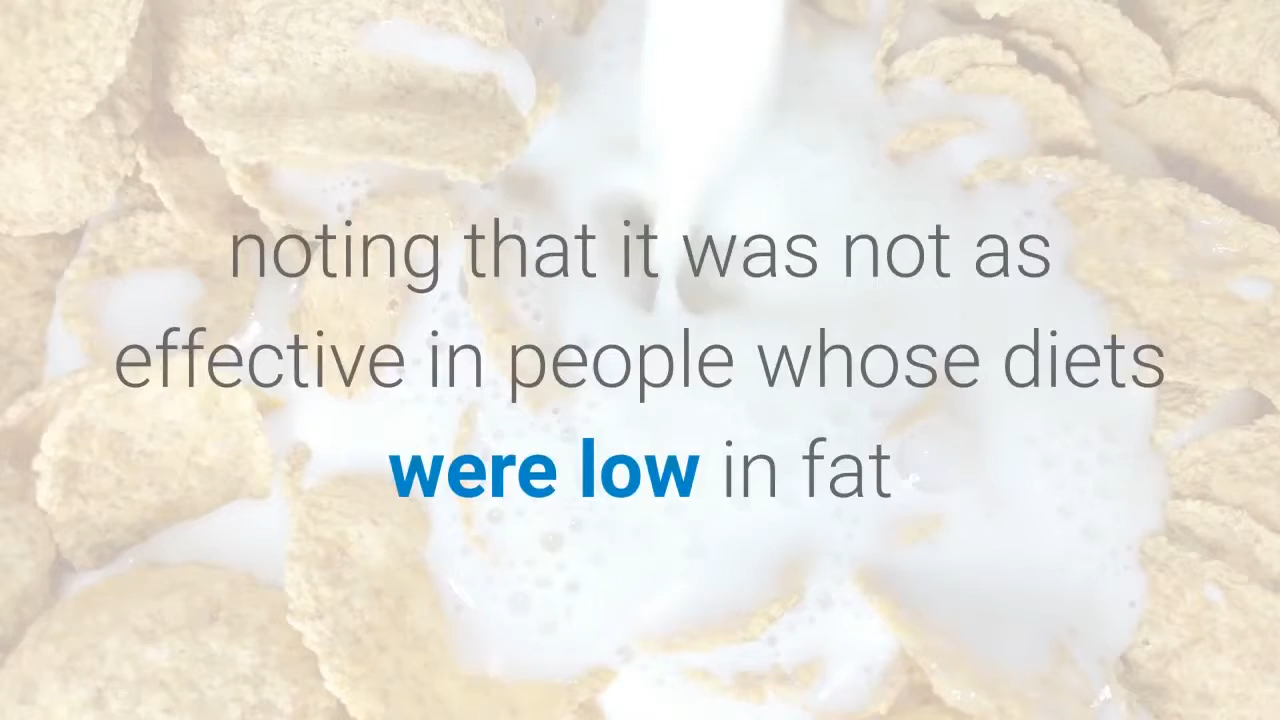 noting that it was not as
effective in people whose diets
were low in fat